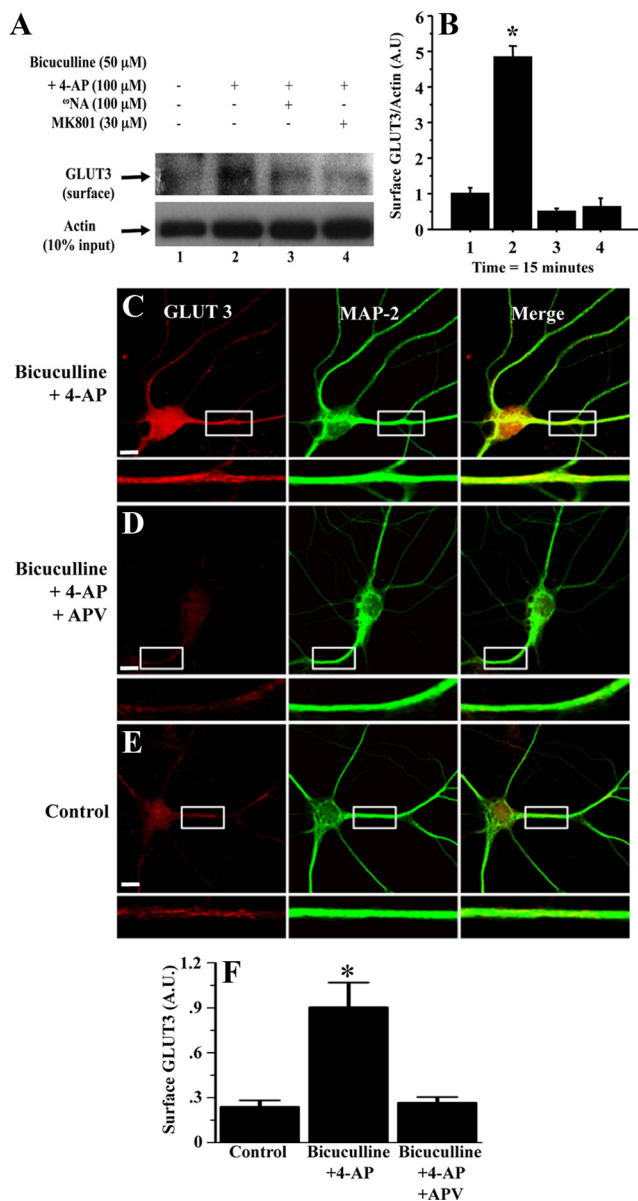 A
Bicuculline (50 μM)
+ 4-AP (100 μM) - + + +
ωNA (100 μM) - - + -
MK801 (30 μM) - - - +
GLUT3
(surface)
Actin
(10% input)
1 2 3 4
B
Surface GLUT3/Actin (A.U)
6
5
4
3
2
1
0
*
1 2 3 4
Time = 15 minutes
C
GLUT 3 MAP-2 Merge
Bicuculline
+ 4-AP
D
Bicuculline
+ 4-AP
+ APV
E
Control
F
Surface GLUT3 (A.U.)
1.2
.9
.6
.3
0
*
Control Bicuculline Bicuculline
+4-AP +4-AP
+APV